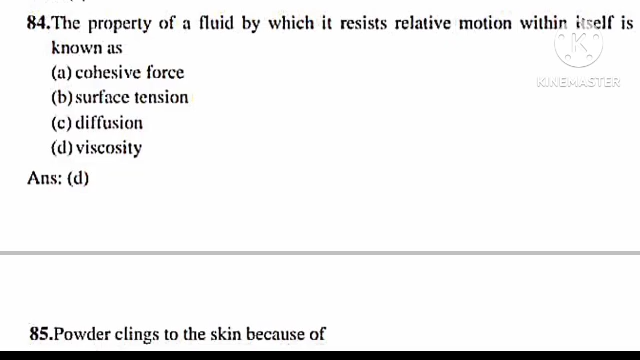 84.The property of a fluid by which it resists relative motion within itself is
known as
K
KINEMASTER
(a) cohesive force
(b) surface tension
(c) diffusion
(d) viscosity
Ans: (d)
85.Powder clings to the skin because of